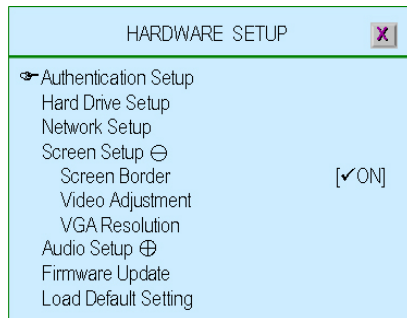 HARDWARE SETUP X
☞Authentication Setup
Hard Drive Setup
Network Setup
Screen Setup ⊖
Screen Border [✓ON]
Video Adjustment
VGA Resolution
Audio Setup ⊕
Firmware Update
Load Default Setting